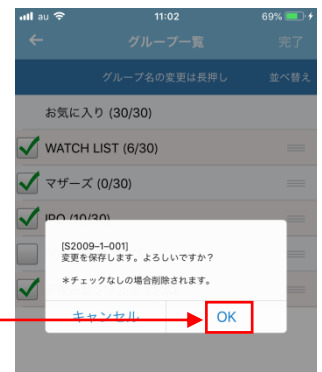 au 11:02 69%
グループ一覧 完了
グループ名の変更は長押し 並べ替え
お気に入り (30/30)
WATCH LIST (6/30)
マザーズ (0/30)
IPO (10/30)
[S2009-1-001]
変更を保存します。よろしいですか？
＊チェックなしの場合削除されます。
キャンセル OK